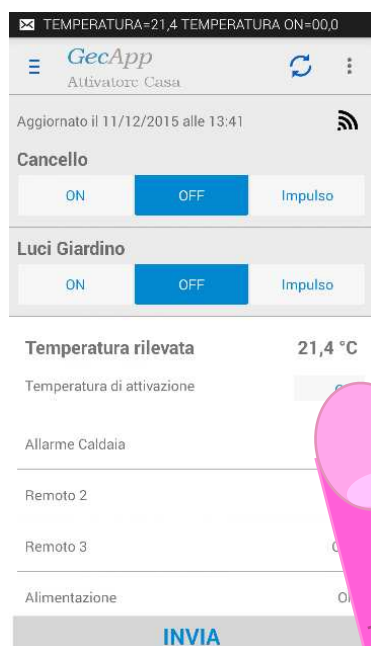 TEMPERATURA=21,4 TEMPERATURA ON=00,0
GecApp
Attivatore Casa
Aggiornato il 11/12/2015 alle 13:41
Cancello
ON OFF Impulso
Luci Giardino
ON OFF Impulso
Temperatura rilevata 21,4 °C
Temperatura di attivazione
Allarme Caldaia
Remoto 2
Remoto 3
Alimentazione
INVIA